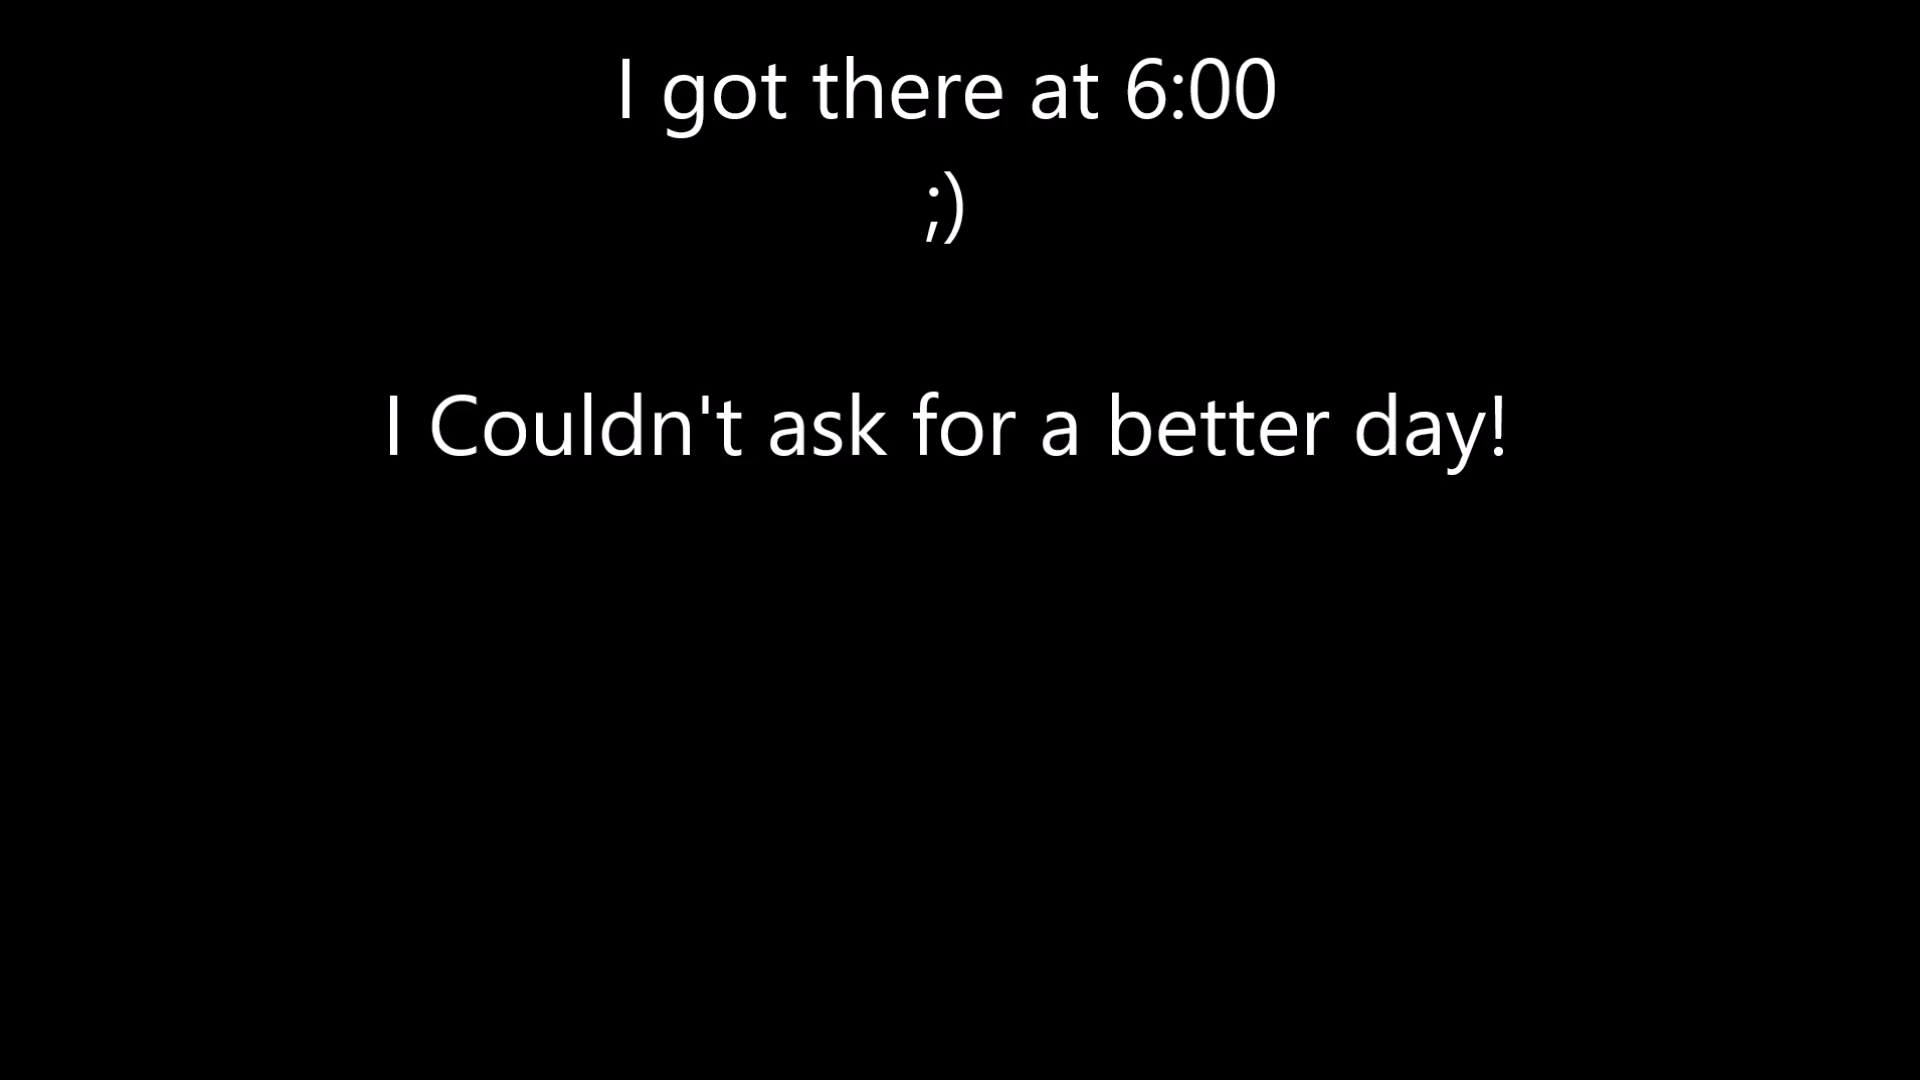 I got there at 6:00
;)
I Couldn't ask for a better day!